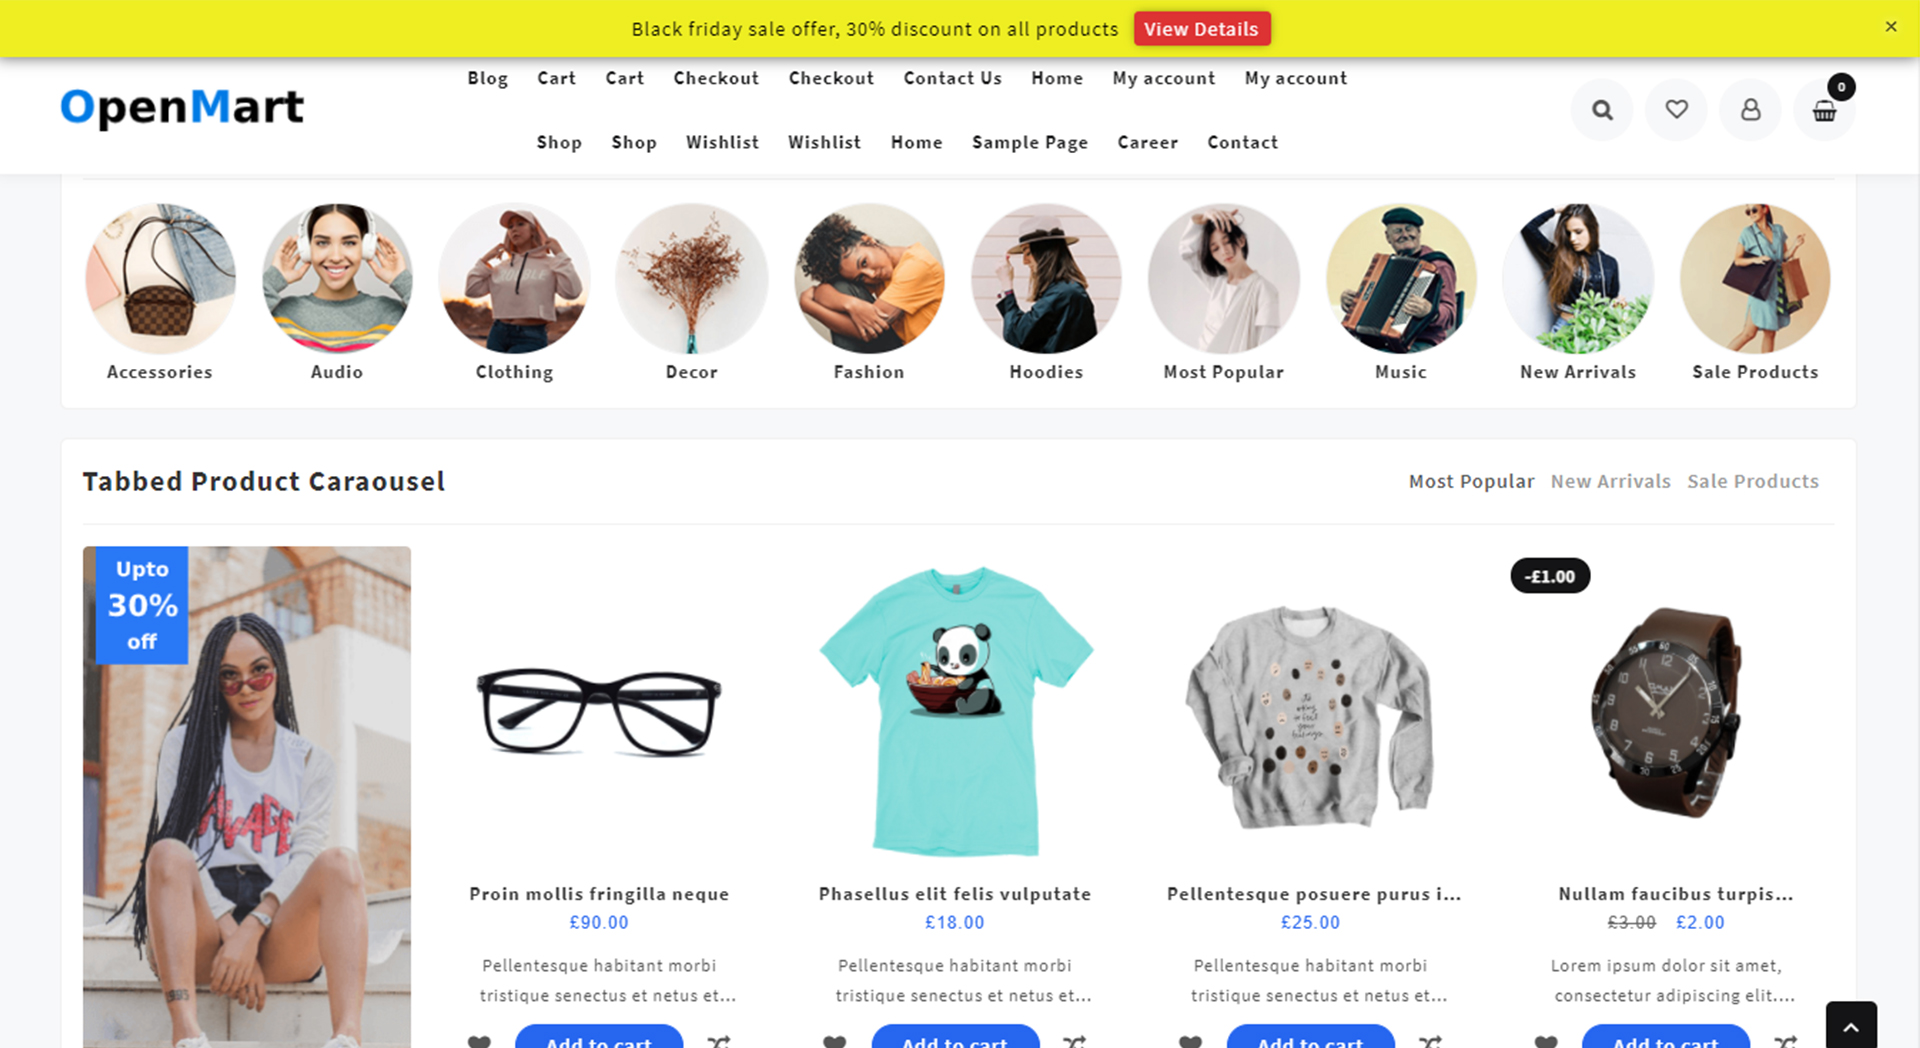 Black friday sale offer, 30% discount on all products View Details ×
OpenMart
Blog Cart Cart Checkout Checkout Contact Us Home My account My account
Shop Shop Wishlist Wishlist Home Sample Page Career Contact
0
Accessories Audio Clothing Decor Fashion Hoodies Most Popular Music New Arrivals Sale Products
Tabbed Product Caraousel
Most Popular New Arrivals Sale Products
Upto
30%
off
-£1.00
Proin mollis fringilla neque
£90.00
Pellentesque habitant morbi
tristique senectus et netus et...
Add to cart
Phasellus elit felis vulputate
£18.00
Pellentesque habitant morbi
tristique senectus et netus et...
Add to cart
Pellentesque posuere purus i...
£25.00
Pellentesque habitant morbi
tristique senectus et netus et...
Add to cart
Nullam faucibus turpis...
£3.00 £2.00
Lorem ipsum dolor sit amet,
consectetur adipiscing elit....
Add to cart